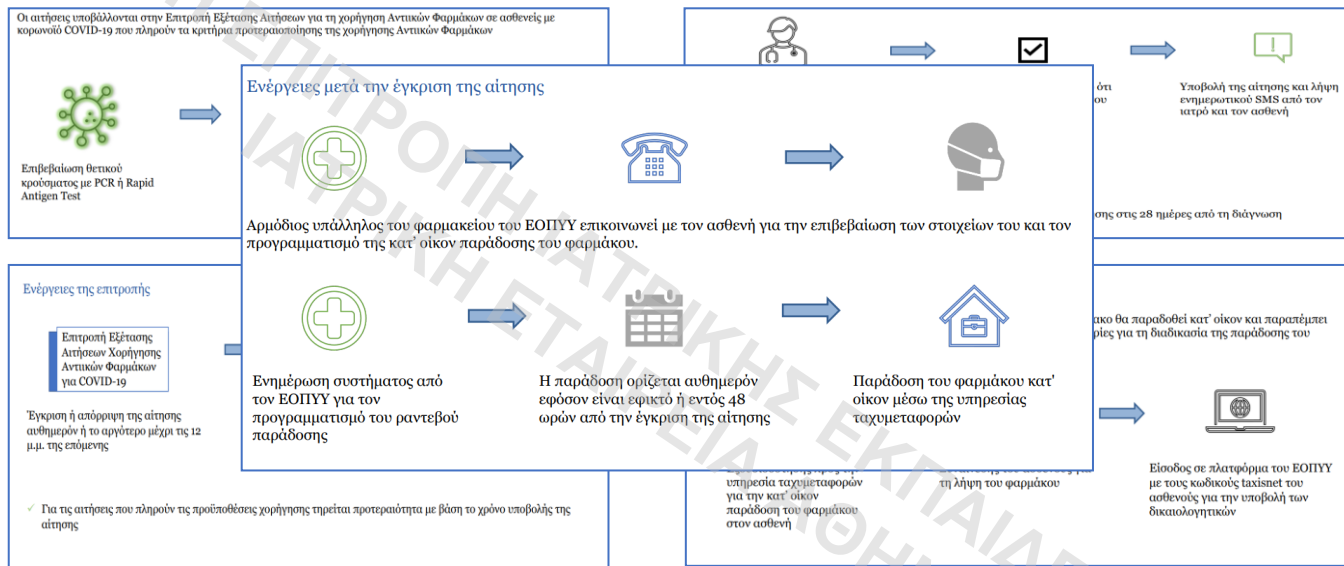 Οι αιτήσεις υποβάλλονται στην Επιτροπή Εξέτασης Αιτήσεων για τη χορήγηση Αντιικών Φαρμάκων σε ασθενείς με
κορωνοϊό COVID-19 που πληρούν τα κριτήρια προτεραιοποίησης της χορήγησης Αντιικών Φαρμάκων
Επιβεβαίωση θετικού
κρούσματος με PCR ή Rapid
Antigen Test
ότι
Υποβολή της αίτησης και λήψη
ενημερωτικού SMS από τον
ιατρό και τον ασθενή
στις 28 ημέρες από τη διάγνωση
Ενέργειες μετά την έγκριση της αίτησης
Αρμόδιος υπάλληλος του φαρμακείου του ΕΟΠΥΥ επικοινωνεί με τον ασθενή για την επιβεβαίωση των στοιχείων του και τον
προγραμματισμό της κατ' οίκον παράδοσης του φαρμάκου.
Ενημέρωση συστήματος από
τον ΕΟΠΥΥ για τον
προγραμματισμό του ραντεβού
παράδοσης
Η παράδοση ορίζεται αυθημερόν
εφόσον είναι εφικτό ή εντός 48
ωρών από την έγκριση της αίτησης
Παράδοση του φαρμάκου κατ'
οίκον μέσω της υπηρεσίας
ταχυμεταφορών
Ενέργειες της επιτροπής
Επιτροπή Εξέτασης
Αιτήσεων Χορήγησης
Αντιικών Φαρμάκων
για COVID-19
Έγκριση ή απόρριψη της αίτησης
αυθημερόν ή το αργότερο μέχρι τις 12
μ.μ. της επόμενης
Για τις αιτήσεις που πληρούν τις προϋποθέσεις χορήγησης τηρείται προτεραιότητα με βάση το χρόνο υποβολής της
αίτησης
θα παραδοθεί κατ' οίκον και παραπέμπει
για τη διαδικασία της παράδοσης του
υπηρεσία ταχυμεταφορών
για την κατ' οίκον
παράδοση του φαρμάκου
στον ασθενή
τη λήψη του φαρμάκου
Είσοδος σε πλατφόρμα του ΕΟΠΥΥ
με τους κωδικούς taxisnet του
ασθενούς για την υποβολή των
δικαιολογητικών
ΕΠΙΤΡΟΠΗ ΙΑΤΡΙΚΗΣ ΕΚΠΑΙΔΕ
ΙΑΤΡΙΚΗ ΕΤΑΙΡΕΙΑ ΑΘΗΝ